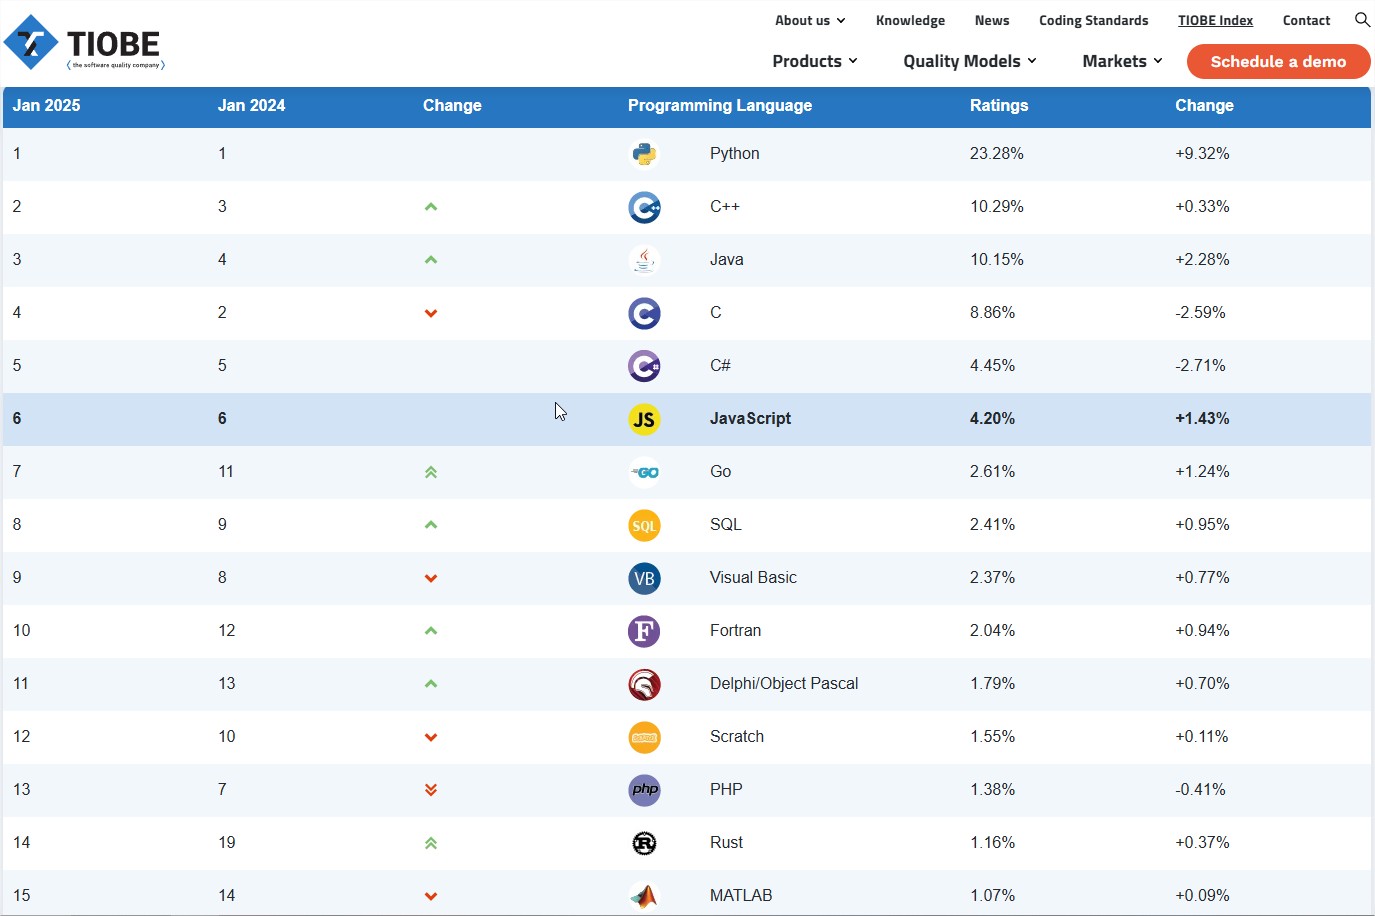 About us Knowledge News Coding Standards TIOBE Index Contact
TIOBE
(the software quality company)
Products Quality Models Markets Schedule a demo
Jan 2025 Jan 2024 Change Programming Language Ratings Change
1 1 Python 23.28% +9.32%
2 3 C++ 10.29% +0.33%
3 4 Java 10.15% +2.28%
4 2 C 8.86% -2.59%
5 5 C# 4.45% -2.71%
6 6 JS JavaScript 4.20% +1.43%
7 11 GO Go 2.61% +1.24%
8 9 SQL SQL 2.41% +0.95%
9 8 VB Visual Basic 2.37% +0.77%
10 12 F Fortran 2.04% +0.94%
11 13 Delphi/Object Pascal 1.79% +0.70%
12 10 Scratch 1.55% +0.11%
13 7 php PHP 1.38% -0.41%
14 19 R Rust 1.16% +0.37%
15 14 MATLAB 1.07% +0.09%